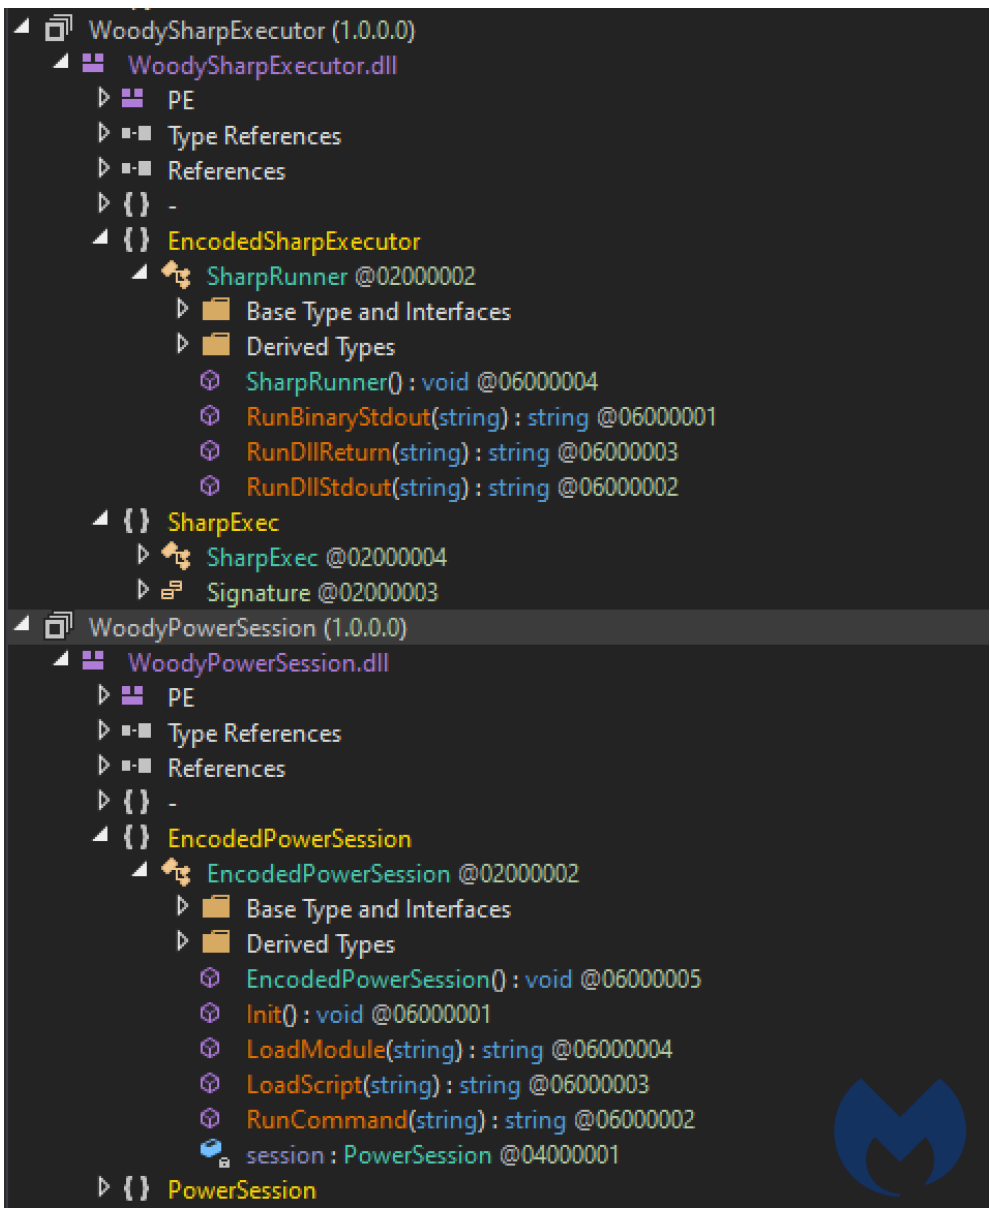 WoodySharpExecutor (1.0.0.0)
WoodySharpExecutor.dll
PE
Type References
References
{ } -
{ } EncodedSharpExecutor
SharpRunner @02000002
Base Type and Interfaces
Derived Types
SharpRunner() : void @06000004
RunBinaryStdout(string) : string @06000001
RunDllReturn(string) : string @06000003
RunDllStdout(string) : string @06000002
{ } SharpExec
SharpExec @02000004
Signature @02000003
WoodyPowerSession (1.0.0.0)
WoodyPowerSession.dll
PE
Type References
References
{ } -
{ } EncodedPowerSession
EncodedPowerSession @02000002
Base Type and Interfaces
Derived Types
EncodedPowerSession() : void @06000005
Init() : void @06000001
LoadModule(string) : string @06000004
LoadScript(string) : string @06000003
RunCommand(string) : string @06000002
session : PowerSession @04000001
{ } PowerSession